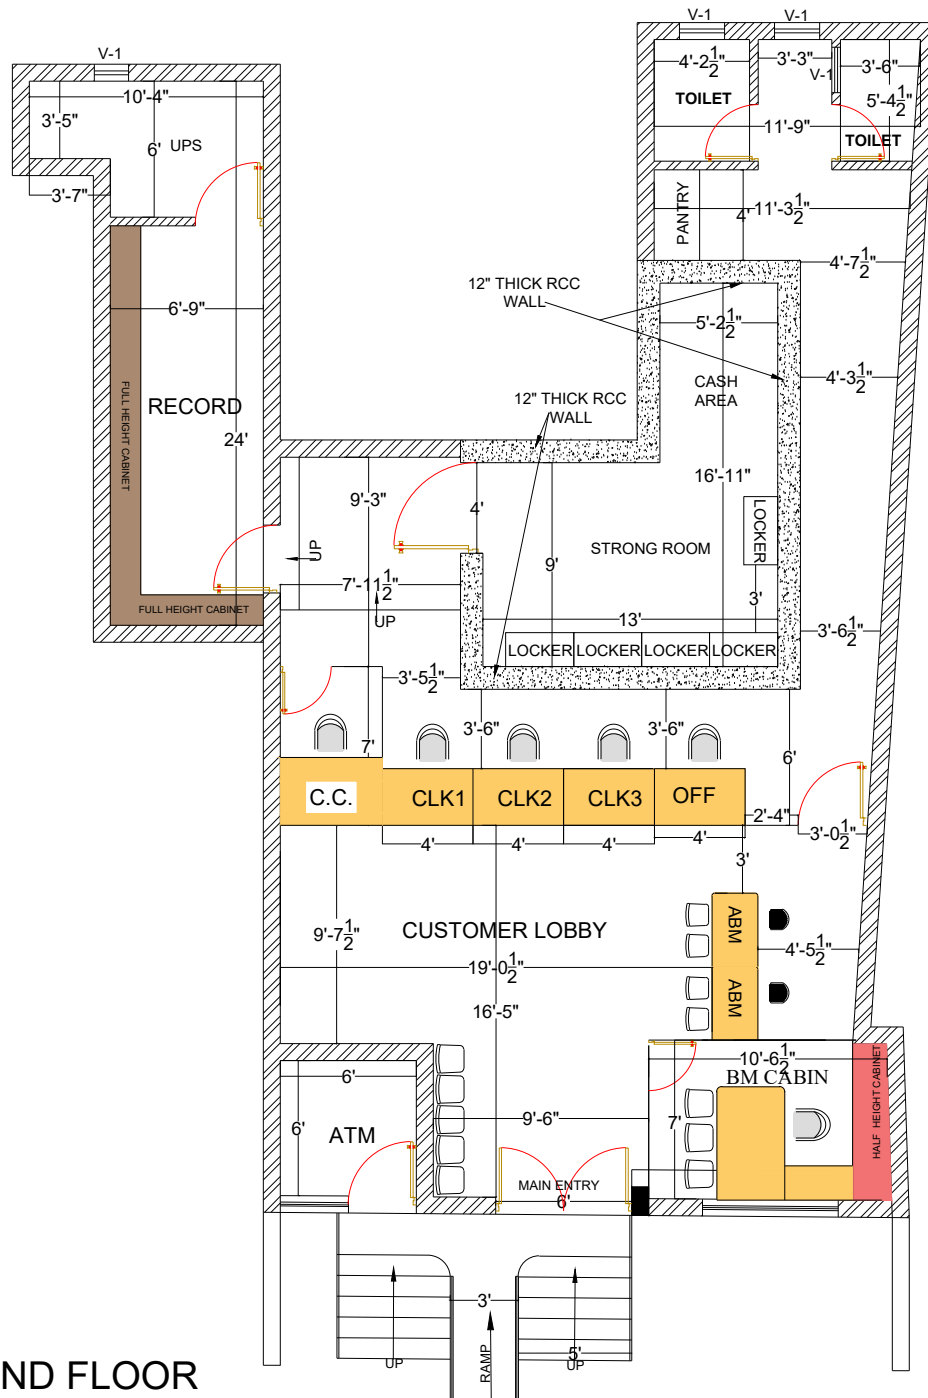 V-1
V-1
V-1
4'-2½"
3'-3"
V-1
3'-6"
10'-4"
TOILET
5'-4½"
3'-5"
11'-9"
TOILET
6'
UPS
3'-7"
PANTRY
4'
11'-3½"
4'-7½"
12" THICK RCC
WALL
6'-9"
5'-2½"
CASH
AREA
4'-3½"
FULL HEIGHT CABINET
RECORD
12" THICK RCC
WALL
24'
9'-3"
16'-11"
4'
LOCKER
UP
STRONG ROOM
9'
7'-11½"
3'
FULL HEIGHT CABINET
UP
13'
3'-6½"
LOCKER
LOCKER
LOCKER
LOCKER
3'-5½"
3'-6"
3'-6"
7'
6'
C.C.
CLK1
CLK2
CLK3
OFF
2'-4"
3'-0½"
4'
4'
4'
4'
3'
9'-7½"
CUSTOMER LOBBY
ABM
4'-5½"
19'-0½"
ABM
16'-5"
10'-6½"
BM CABIN
HALF HEIGHT CABINET
6'
9'-6"
7'
6'
ATM
MAIN ENTRY
6'
3'
5'
UP
RAMP
UP
ND FLOOR